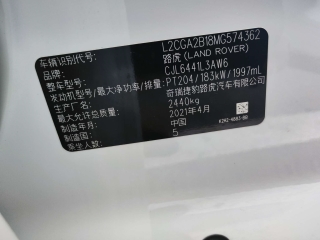 车辆识别代号: L2CGA2B18MG574362
品牌: 路虎 (LAND ROVER)
整车型号: CJL6441L3AW6
发动机型号/最大净功率/排量: PT204/183kW/1997mL
生产厂名: 奇瑞捷豹路虎汽车有限公司
最大允许总质量: 2440kg
生产年月: 2021年4月
制造国: 中国
乘坐人数: 5